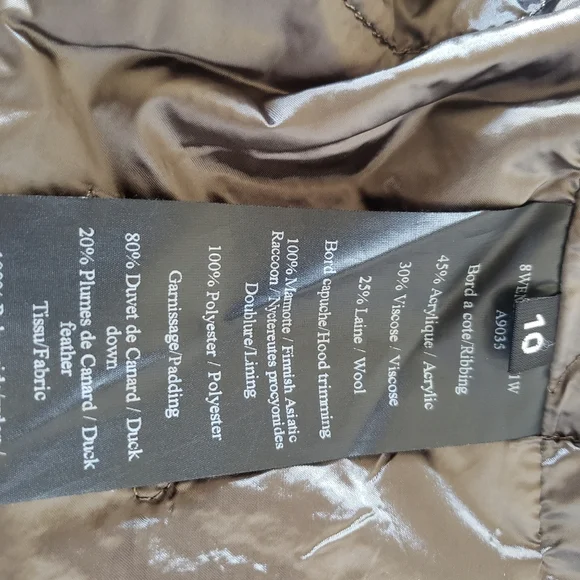 10
A9035
Bord à cote/Ribbing
45% Acrylique / Acrylic
30% Viscose / Viscose
25% Laine / Wool
Bord capuche/Hood trimming
100% Marmotte / Finnish Asiatic
Raccoon / Nyctereutes procyonides
Doublure/Lining
100% Polyester / Polyester
Garnissage/Padding
80% Duvet de Canard / Duck
down
20% Plumes de Canard / Duck
feather
Tissu/Fabric